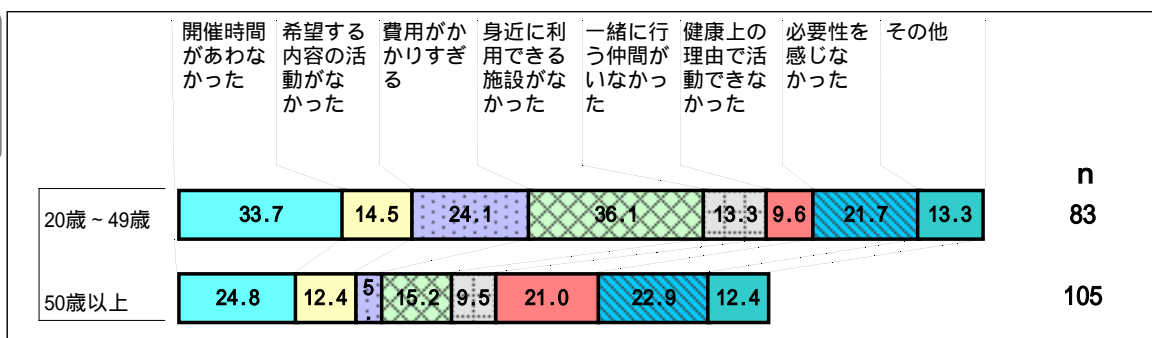 開催時間
があわな
かった
希望する
内容の活
動がな
かった
費用がか
かりすぎ
る
身近に利
用できる
施設がな
かった
一緒に行
う仲間が
いなかっ
た
健康上の
理由で活
動できな
かった
必要性を
感じな
かった
その他
n
20歳~49歳
33.7
14.5
24.1
36.1
13.3
9.6
21.7
13.3
83
50歳以上
24.8
12.4
5
.
15.2
9.5
21.0
22.9
12.4
105